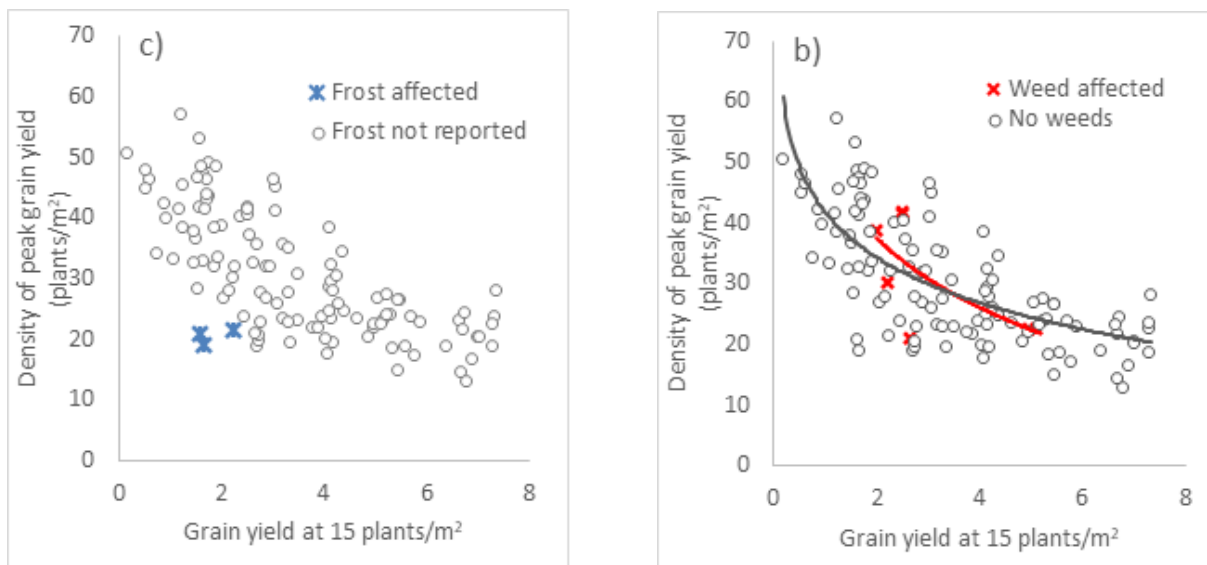 c)
Frost affected
Frost not reported
70
60
50
40
30
20
10
0
0 2 4 6 8
Density of peak grain yield
(plants/m²)
Grain yield at 15 plants/m²
b)
Weed affected
No weeds
70
60
50
40
30
20
10
0
0 2 4 6 8
Density of peak grain yield
(plants/m²)
Grain yield at 15 plants/m²